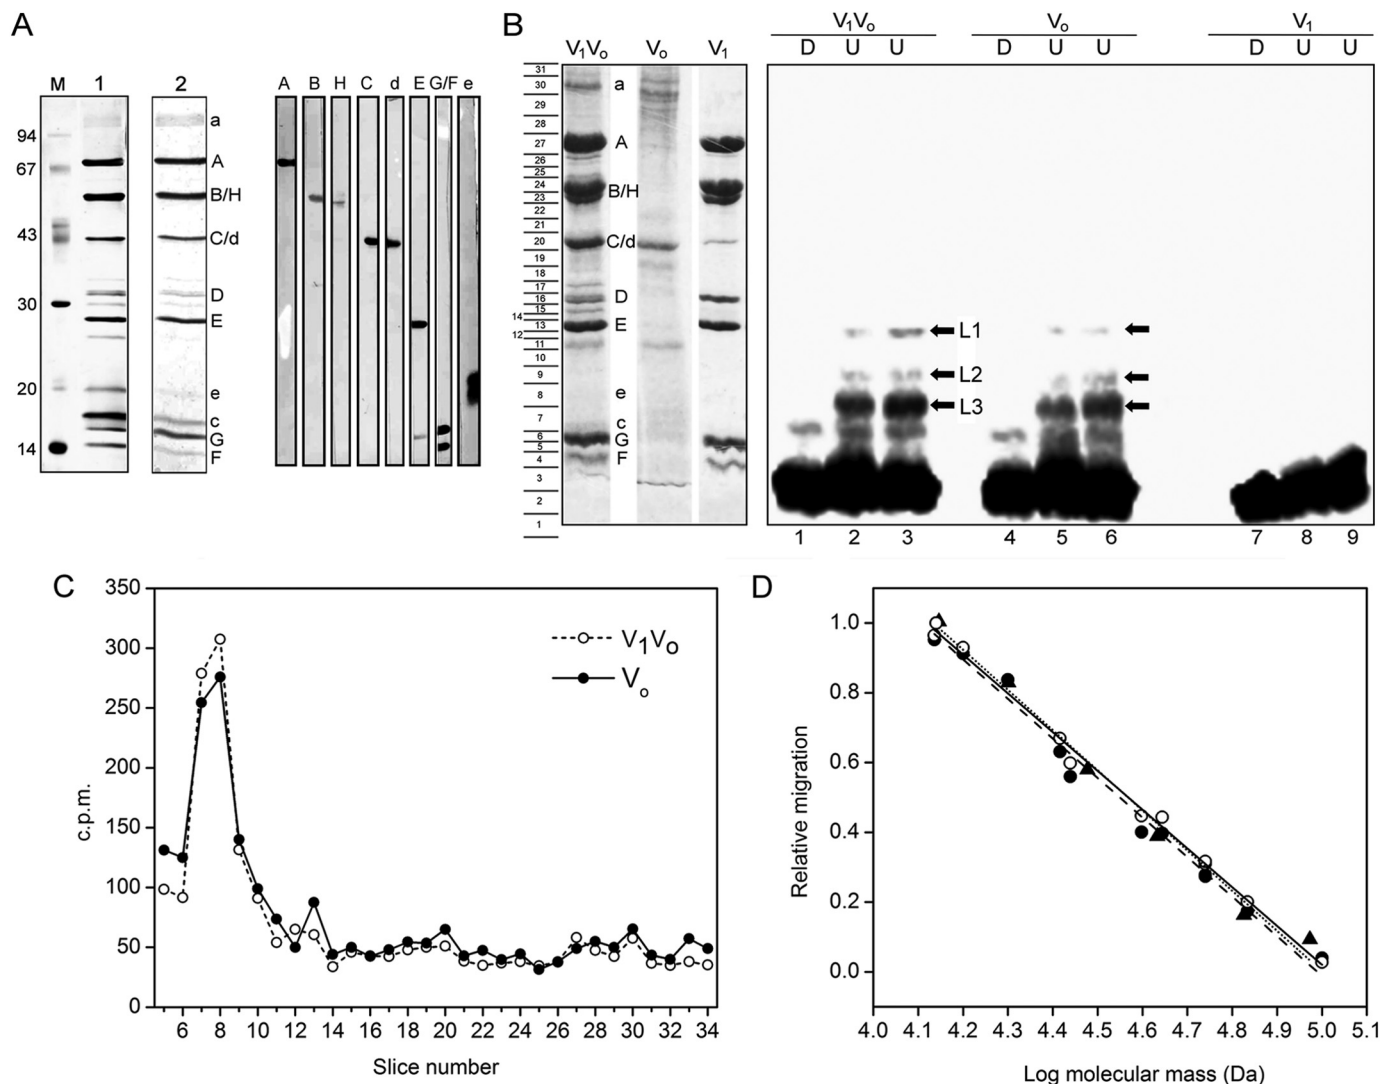 A
M 1 2
94
67
43
30
20
14
a
A
B/H
C/d
D
E
e
c
G
F
A B H C d E G/F e
B
V₁Vₒ Vₒ V₁
31
30
29
28
27
26
25
24
23
22
21
20
19
18
17
16
15
14
13
12
11
10
9
8
7
6
5
4
3
2
1
a
A
B/H
C/d
D
E
e
c
G
F
V₁Vₒ Vₒ V₁
D U U D U U D U U
L1
L2
L3
1 2 3 4 5 6 7 8 9
C
350
300
250
200
150
100
50
0
c.p.m.
V₁Vₒ
Vₒ
6 8 10 12 14 16 18 20 22 24 26 28 30 32 34
Slice number
D
1.0
0.8
0.6
0.4
0.2
0.0
Relative migration
4.0 4.1 4.2 4.3 4.4 4.5 4.6 4.7 4.8 4.9 5.0 5.1
Log molecular mass (Da)